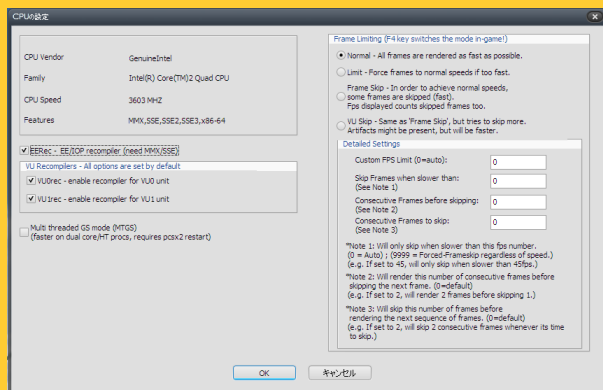 CPUの設定
CPU Vendor
GenuineIntel
Family
Intel(R) Core(TM)2 Quad CPU
CPU Speed
3603 MHZ
Features
MMX,SSE,SSE2,SSE3,x86-64
EERec - EE/IOP recompiler (need MMX/SSE)
VU Recompilers - All options are set by default
VU0rec - enable recompiler for VU0 unit
VU1rec - enable recompiler for VU1 unit
Multi threaded GS mode (MTGS)
(faster on dual core/HT procs, requires pcsx2 restart)
Frame Limiting (F4 key switches the mode in-game!)
Normal - All frames are rendered as fast as possible.
Limit - Force frames to normal speeds if too fast.
Frame Skip - In order to achieve normal speeds,
some frames are skipped (fast).
Fps displayed counts skipped frames too.
VU Skip - Same as 'Frame Skip', but tries to skip more.
Artifacts might be present, but will be faster.
Detailed Settings
Custom FPS Limit (0=auto):
0
Skip Frames when slower than:
(See Note 1)
0
Consecutive Frames before skipping:
(See Note 2)
0
Consecutive Frames to skip:
(See Note 3)
0
*Note 1: Will only skip when slower than this fps number.
(0 = Auto) ; (9999 = Forced-Frameskip regardless of speed.)
(e.g. If set to 45, will only skip when slower than 45fps.)
*Note 2: Will render this number of consecutive frames before
skipping the next frame. (0=default)
(e.g. If set to 2, will render 2 frames before skipping 1.)
*Note 3: Will skip this number of frames before
rendering the next sequence of frames. (0=default)
(e.g. If set to 2, will skip 2 consecutive frames whenever its time
to skip.)
OK
キャンセル